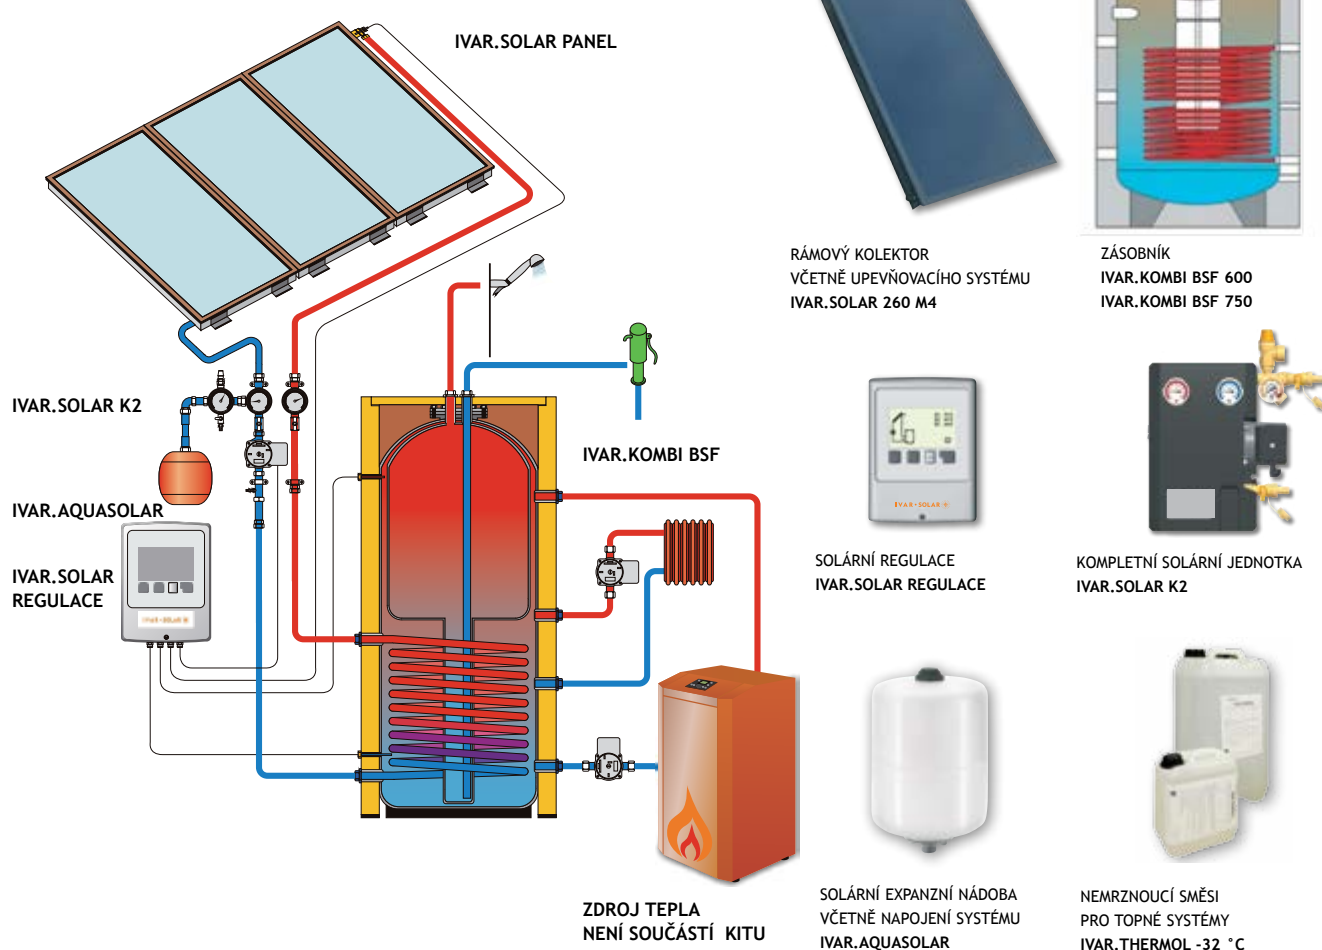 IVAR.SOLAR PANEL
IVAR.SOLAR K2
IVAR.AQUASOLAR
IVAR.SOLAR
REGULACE
IVAR.KOMBI BSF
ZDROJ TEPLA
NENÍ SOUČÁSTÍ KITU
RÁMOVÝ KOLEKTOR
VČETNĚ UPEVŇOVACÍHO SYSTÉMU
IVAR.SOLAR 260 M4
ZÁSOBNÍK
IVAR.KOMBI BSF 600
IVAR.KOMBI BSF 750
IVAR-SOLAR
SOLÁRNÍ REGULACE
IVAR.SOLAR REGULACE
KOMPLETNÍ SOLÁRNÍ JEDNOTKA
IVAR.SOLAR K2
SOLÁRNÍ EXPANZNÍ NÁDOBA
VČETNĚ NAPOJENÍ SYSTÉMU
IVAR.AQUASOLAR
NEMRZNOUCÍ SMĚSI
PRO TOPNÉ SYSTÉMY
IVAR.THERMOL -32 °C